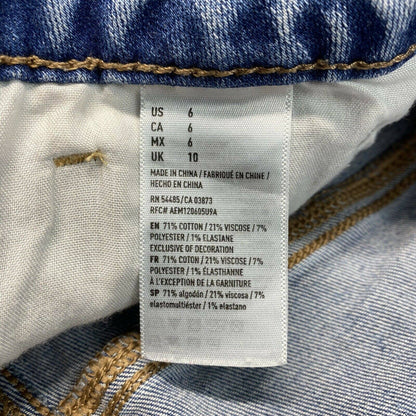 US 6
CA 6
MX 6
UK 10
MADE IN CHINA / FABRIQUÉ EN CHINE /
HECHO EN CHINA
RN 54485/CA 03873
RFC# AEM120605U9A
EN 71% COTTON / 21% VISCOSE / 7%
POLYESTER / 1% ELASTANE
EXCLUSIVE OF DECORATION
FR 71% COTON / 21% VISCOSE / 7%
POLYESTER / 1% ÉLASTHANNE
À L'EXCEPTION DE LA GARNITURE
SP 71% algodón / 21% viscosa / 7%
elastomultiéster / 1% elastano